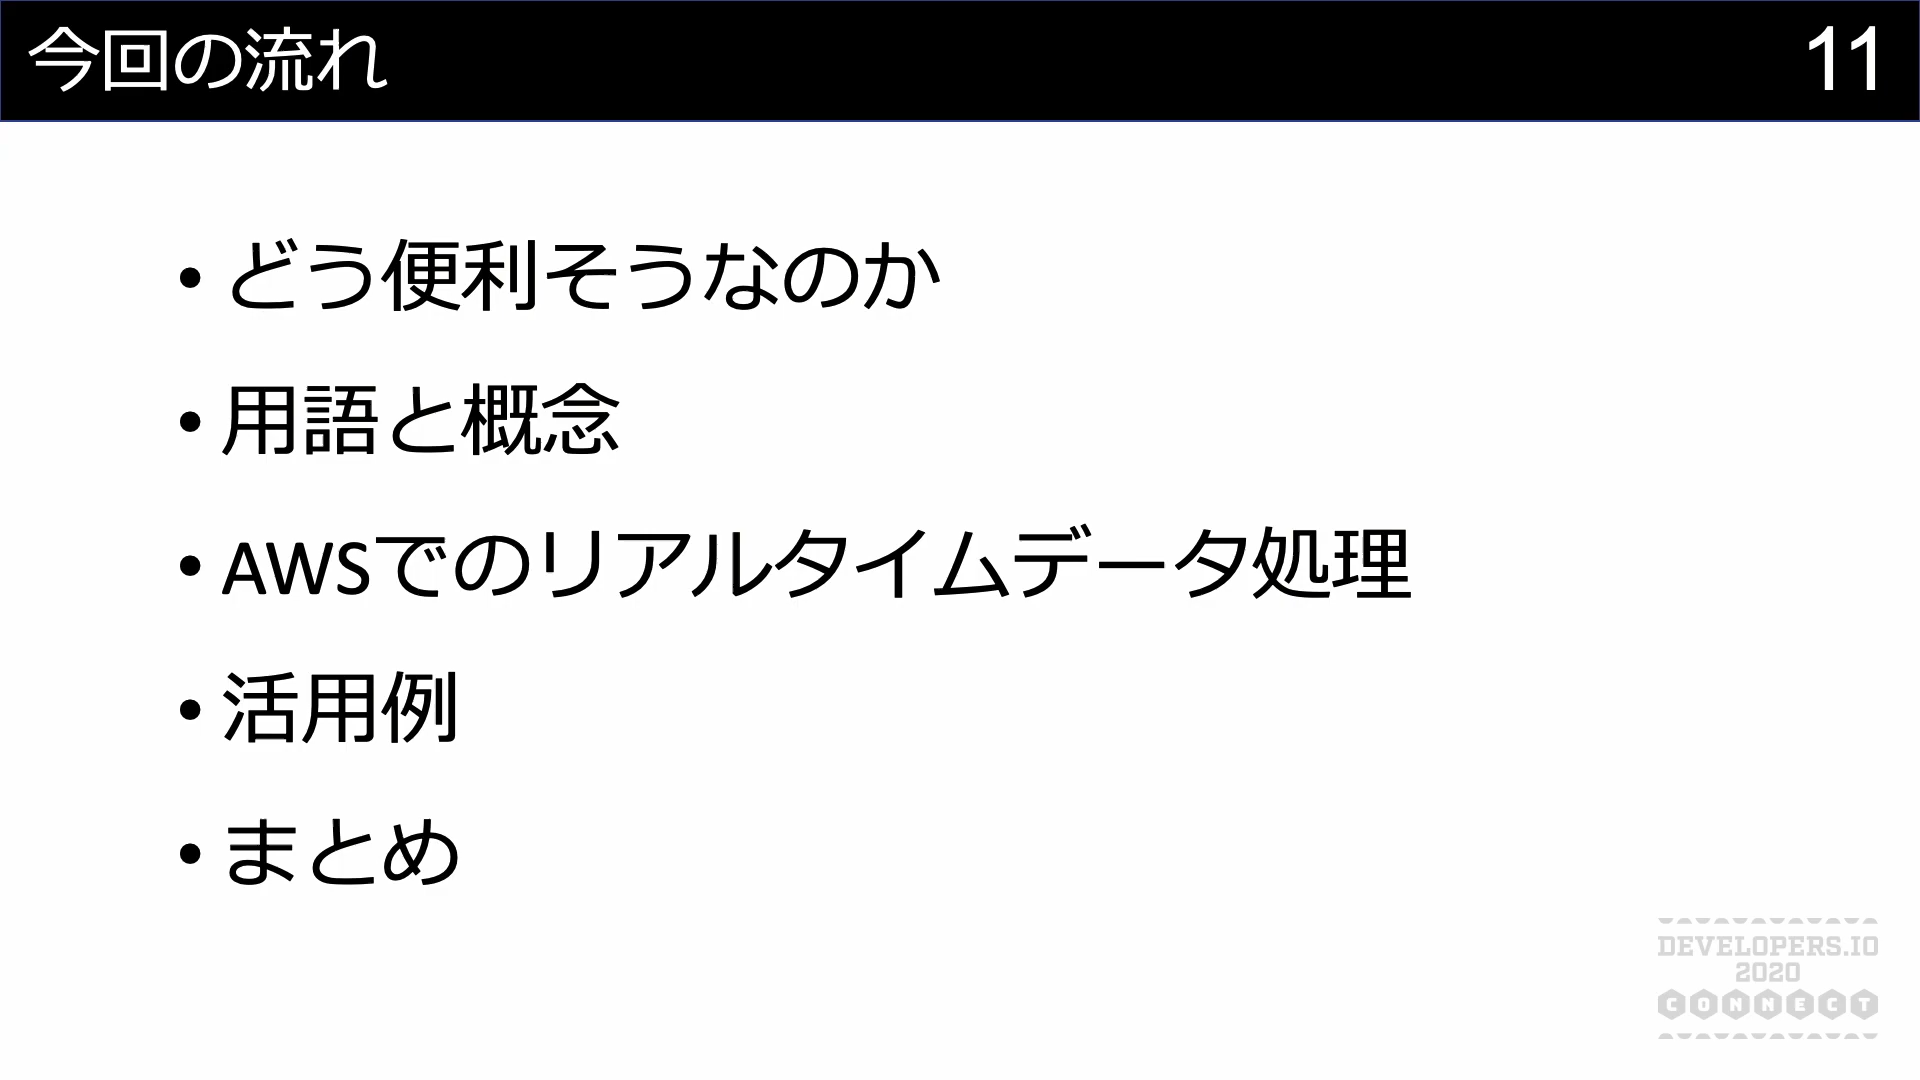 今回の流れ
11
• どう便利そうなのか
• 用語と概念
• AWSでのリアルタイムデータ処理
• 活用例
• まとめ
DEVELOPERS.IO
2020
CONNECT